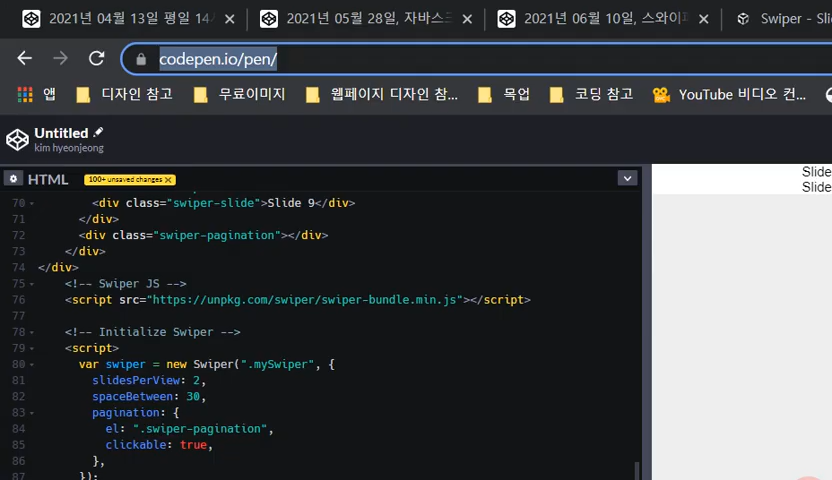 2021년 04월 13일 평일 14 × 2021년 05월 28일, 자바스 × 2021년 06월 10일, 스와이 × Swiper - Sli
codepen.io/pen/
앱 디자인 참고 무료이미지 웹페이지 디자인 참... 목업 코딩 참고 YouTube 비디오 컨...
Untitled
kim hyeonjeong
HTML 100+ unsaved changes ×
Slide
Slide
70 <div class="swiper-slide">Slide 9</div>
71 </div>
72 <div class="swiper-pagination"></div>
73 </div>
74 </div>
75 <!-- Swiper JS -->
76 <script src="https://unpkg.com/swiper/swiper-bundle.min.js"></script>
77
78 <!-- Initialize Swiper -->
79 <script>
80 var swiper = new Swiper(".mySwiper", {
81 slidesPerView: 2,
82 spaceBetween: 30,
83 pagination: {
84 el: ".swiper-pagination",
85 clickable: true,
86 },
87 });